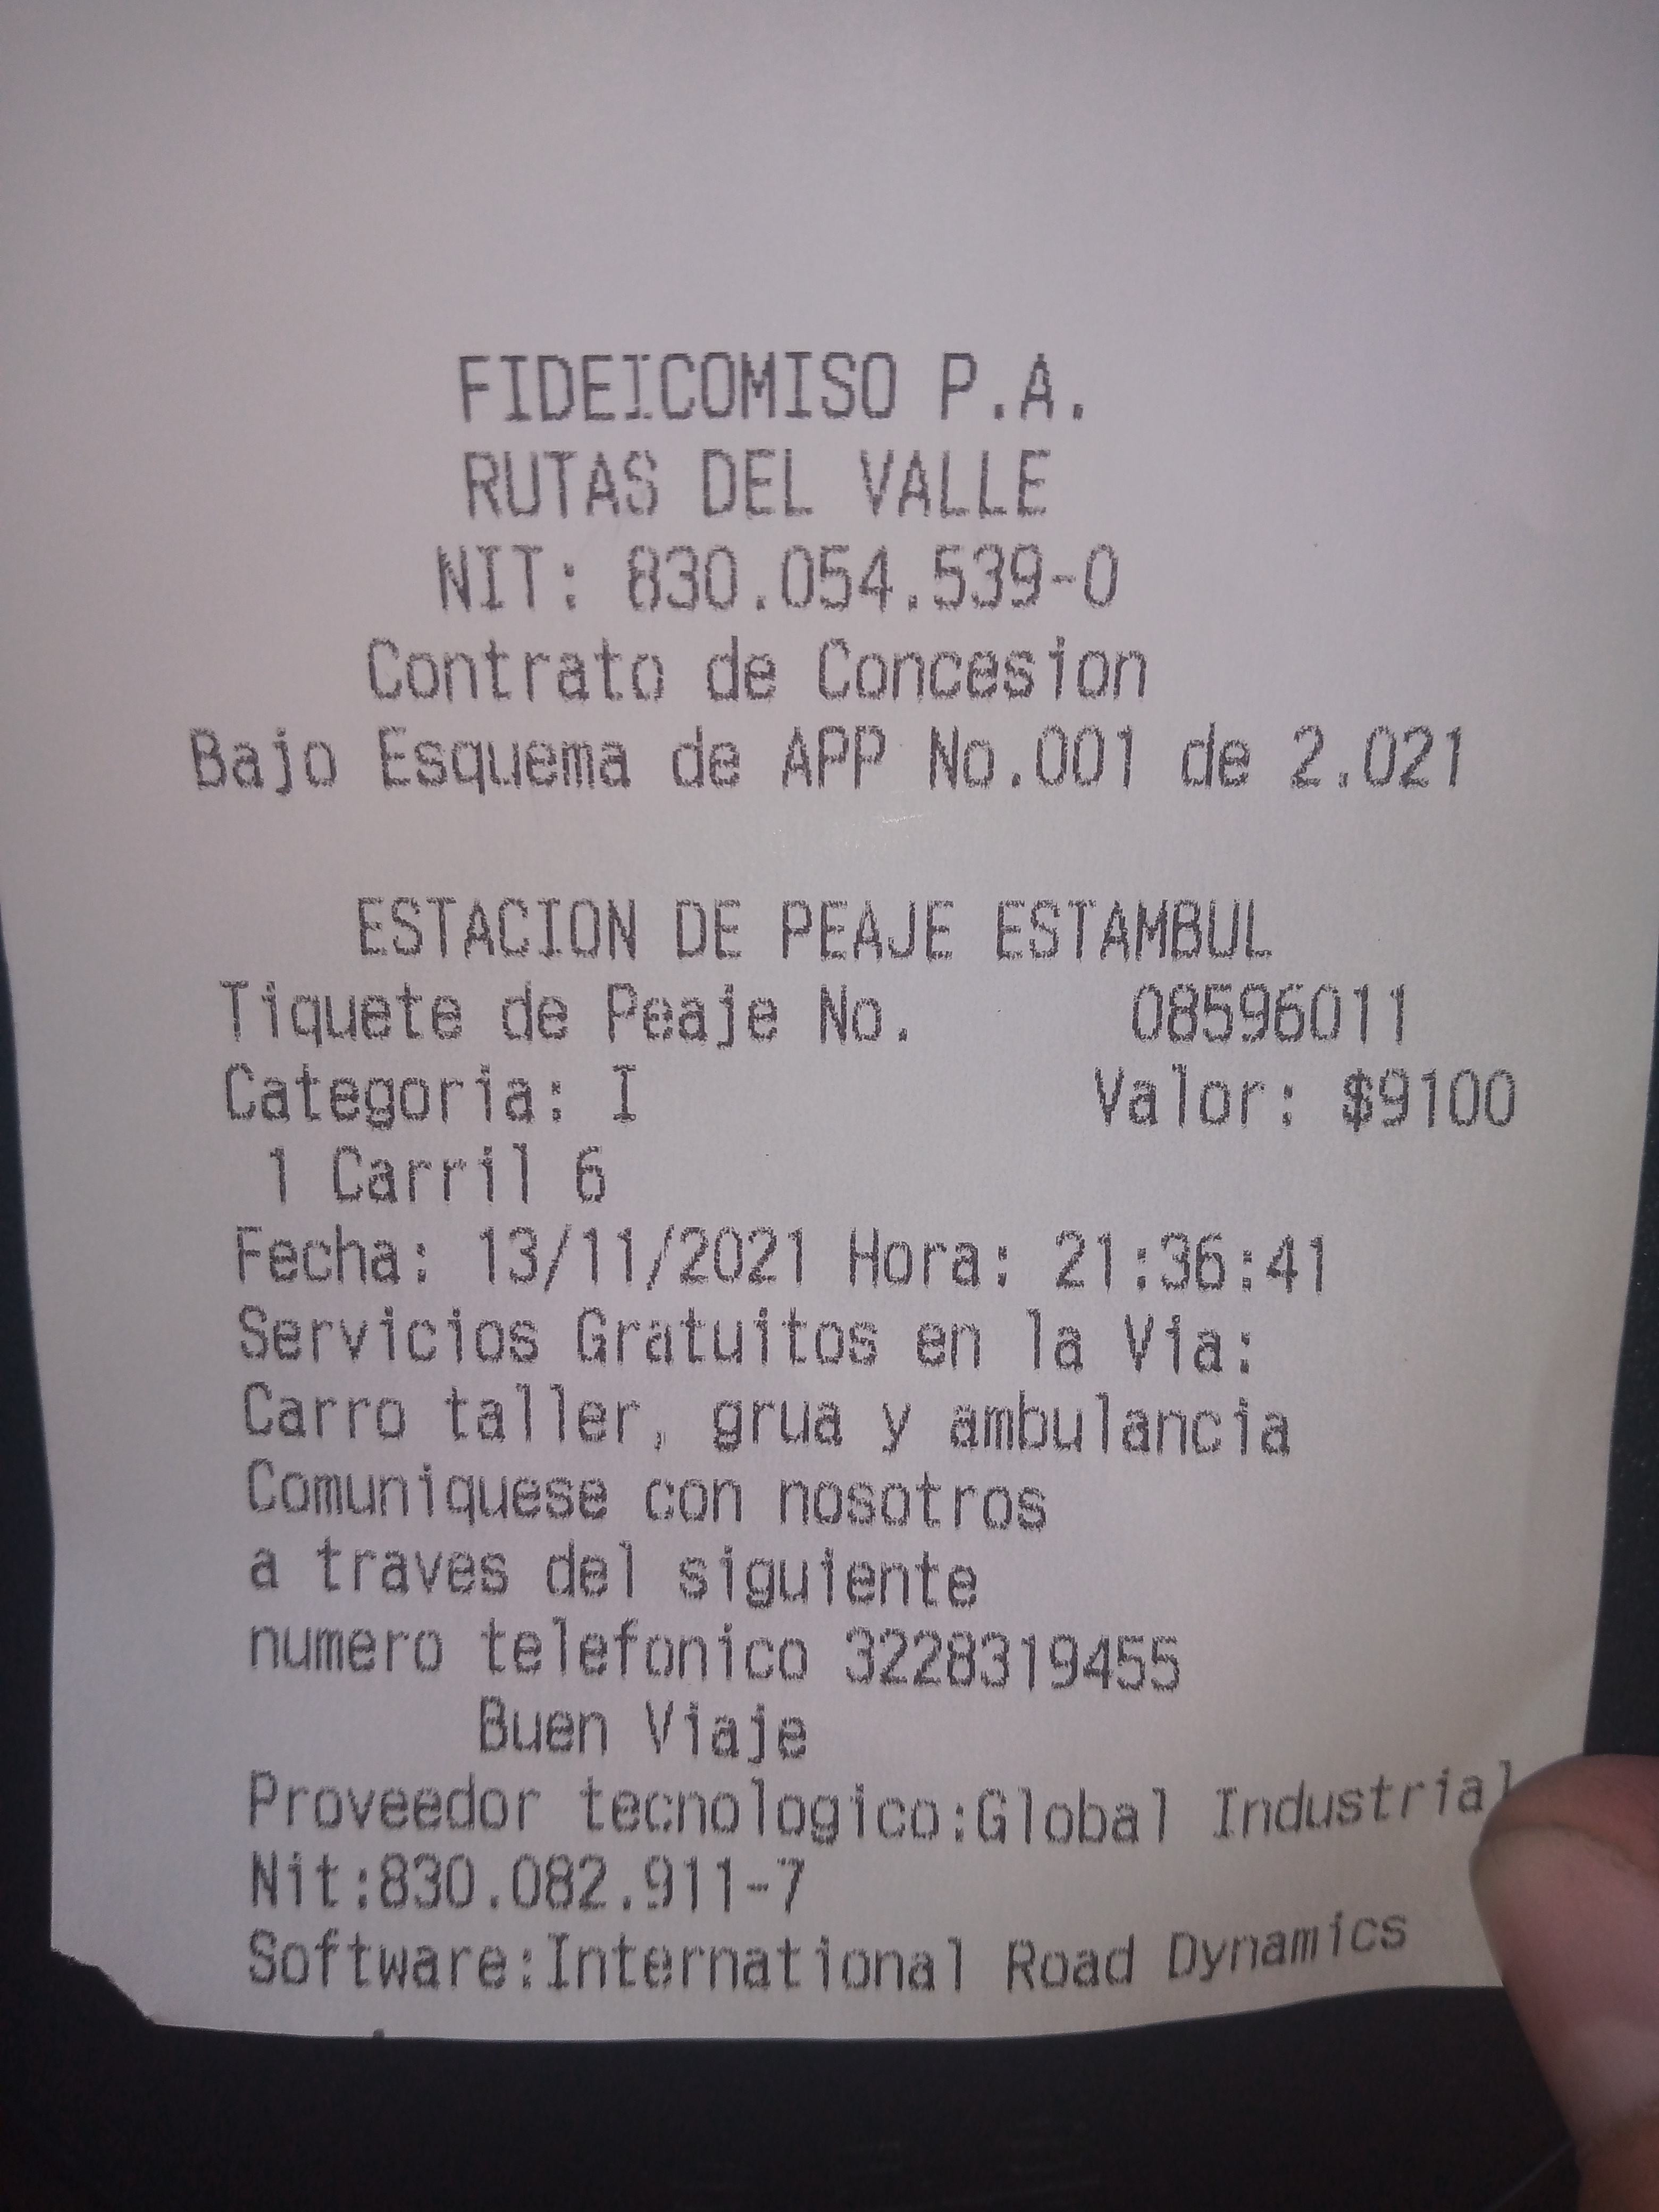 FIDEICOMISO P.A.
RUTAS DEL VALLE
NIT: 830.054.539-0
Contrato de Concesion
Bajo Esquema de APP No.001 de 2.021
ESTACION DE PEAJE ESTAMBUL
Tiquete de Peaje No. 08596011
Categoria: I Valor: $9100
1 Carril 6
Fecha: 13/11/2021 Hora: 21:36:41
Servicios Gratuitos en la Via:
Carro taller, grua y ambulancia
Comuniquese con nosotros
a traves del siguiente
numero telefonico 3228319455
Buen Viaje
Proveedor tecnologico:Global Industrial
Nit:830.082.911-7
Software:International Road Dynamics